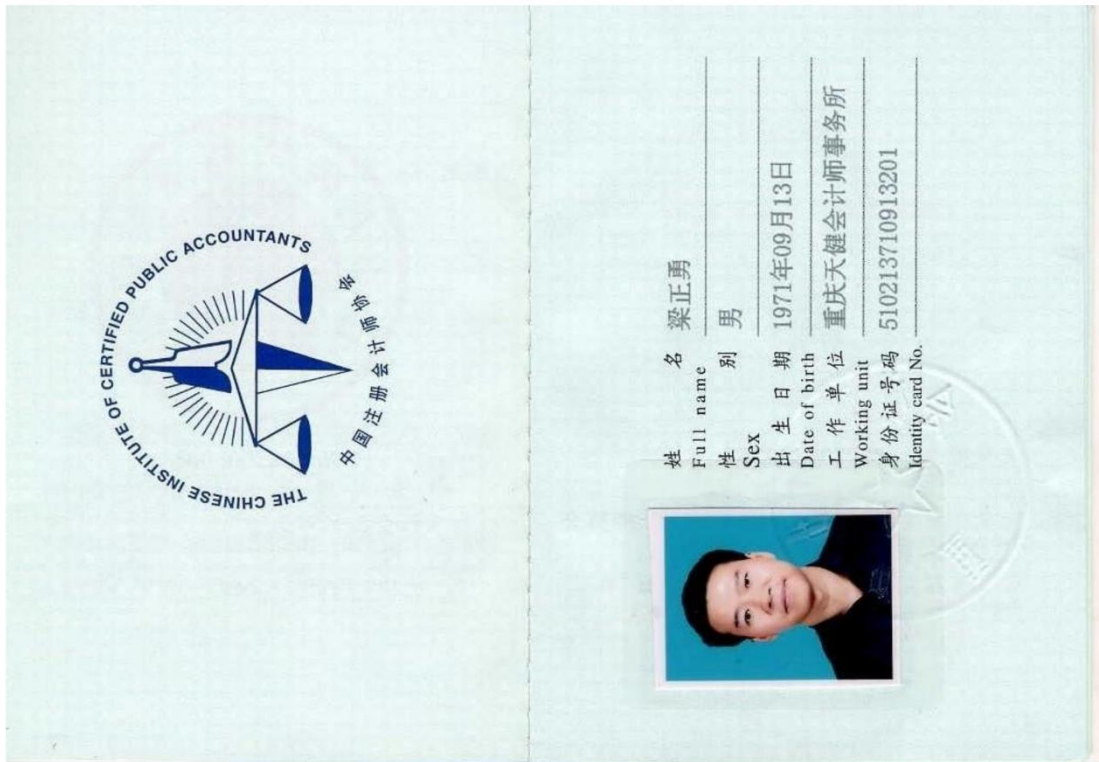 THE CHINESE INSTITUTE OF CERTIFIED PUBLIC ACCOUNTANTS
中国注册会计师协会
姓 名 梁正勇
Full name
性 别 男
Sex
出 生 日 期 1971年09月13日
Date of birth
工 作 单 位 重庆天健会计师事务所
Working unit
身 份 证 号 码 510213710913201
Identity card No.